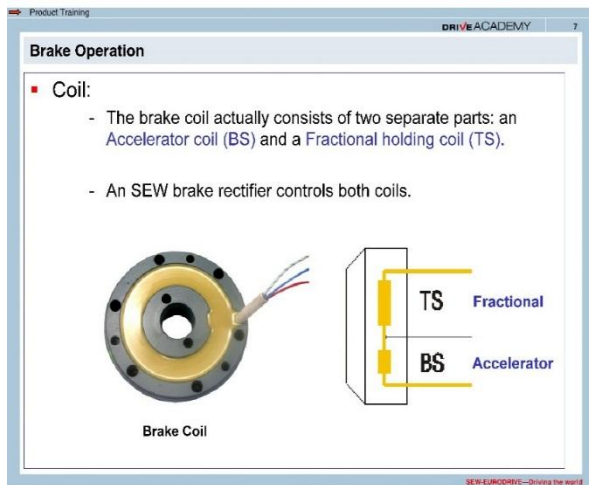 Product Training
DRIVE ACADEMY 7
Brake Operation
Coil:
- The brake coil actually consists of two separate parts: an
Accelerator coil (BS) and a Fractional holding coil (TS).
- An SEW brake rectifier controls both coils.
TS Fractional
BS Accelerator
Brake Coil
SEW-EURODRIVE—Driving the world